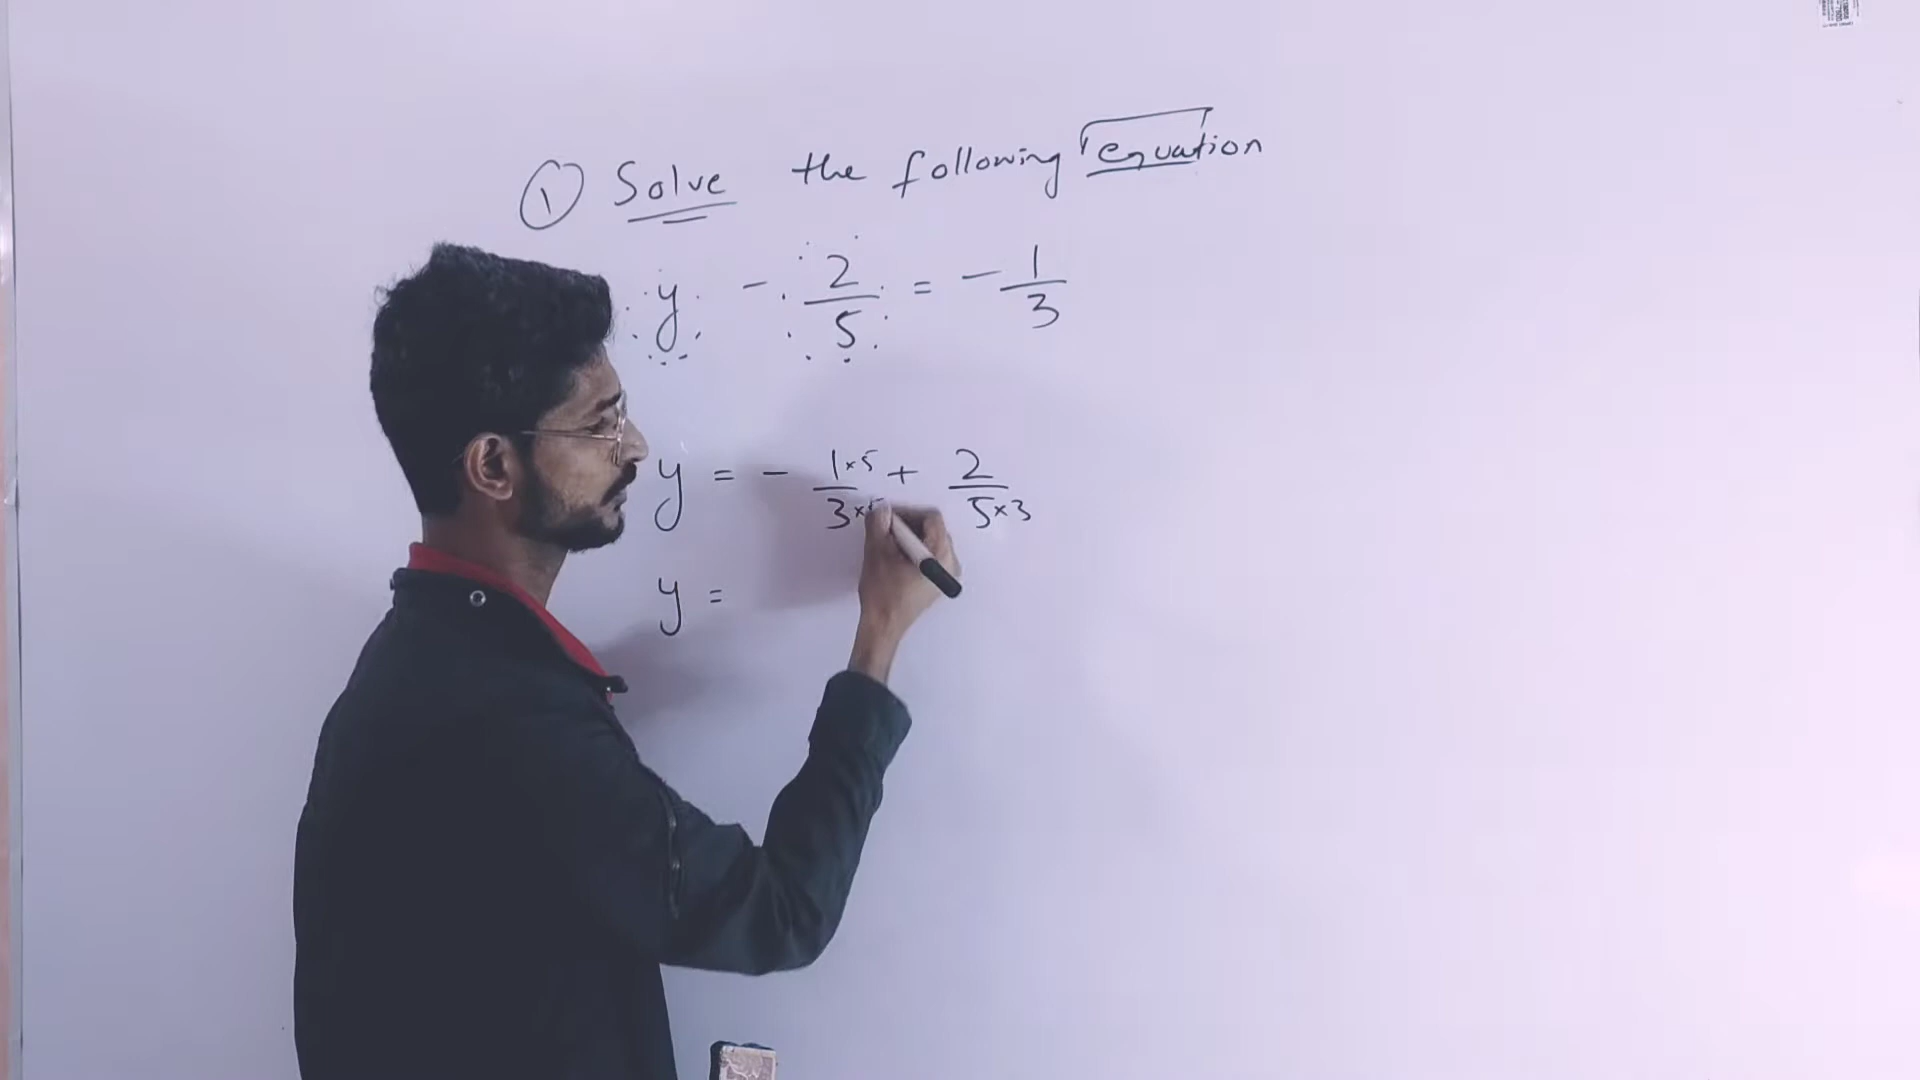 1 Solve the following equation
y - 2/5 = - 1/3
y = - 1×5/3×5 + 2/5×3
y =